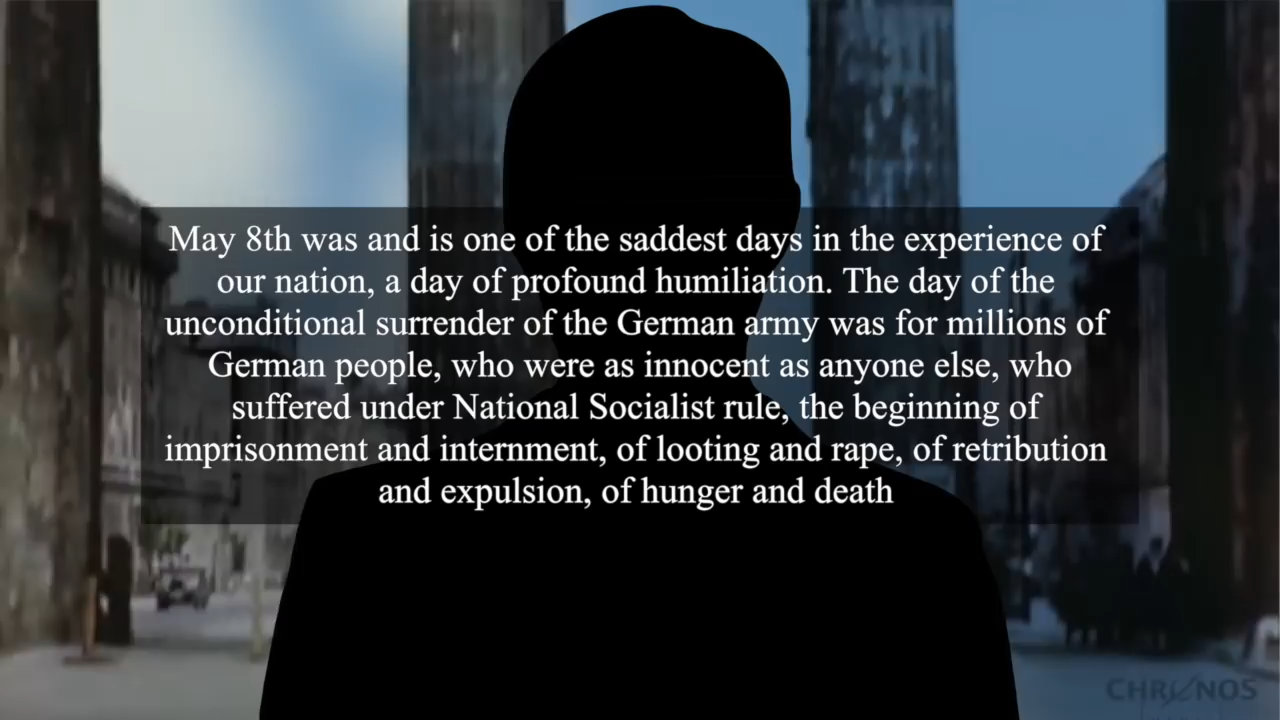 May 8th was and is one of the saddest days in the experience of
our nation, a day of profound humiliation. The day of the
unconditional surrender of the German army was for millions of
German people, who were as innocent as anyone else, who
suffered under National Socialist rule, the beginning of
imprisonment and internment, of looting and rape, of retribution
and expulsion, of hunger and death
CHRONOS